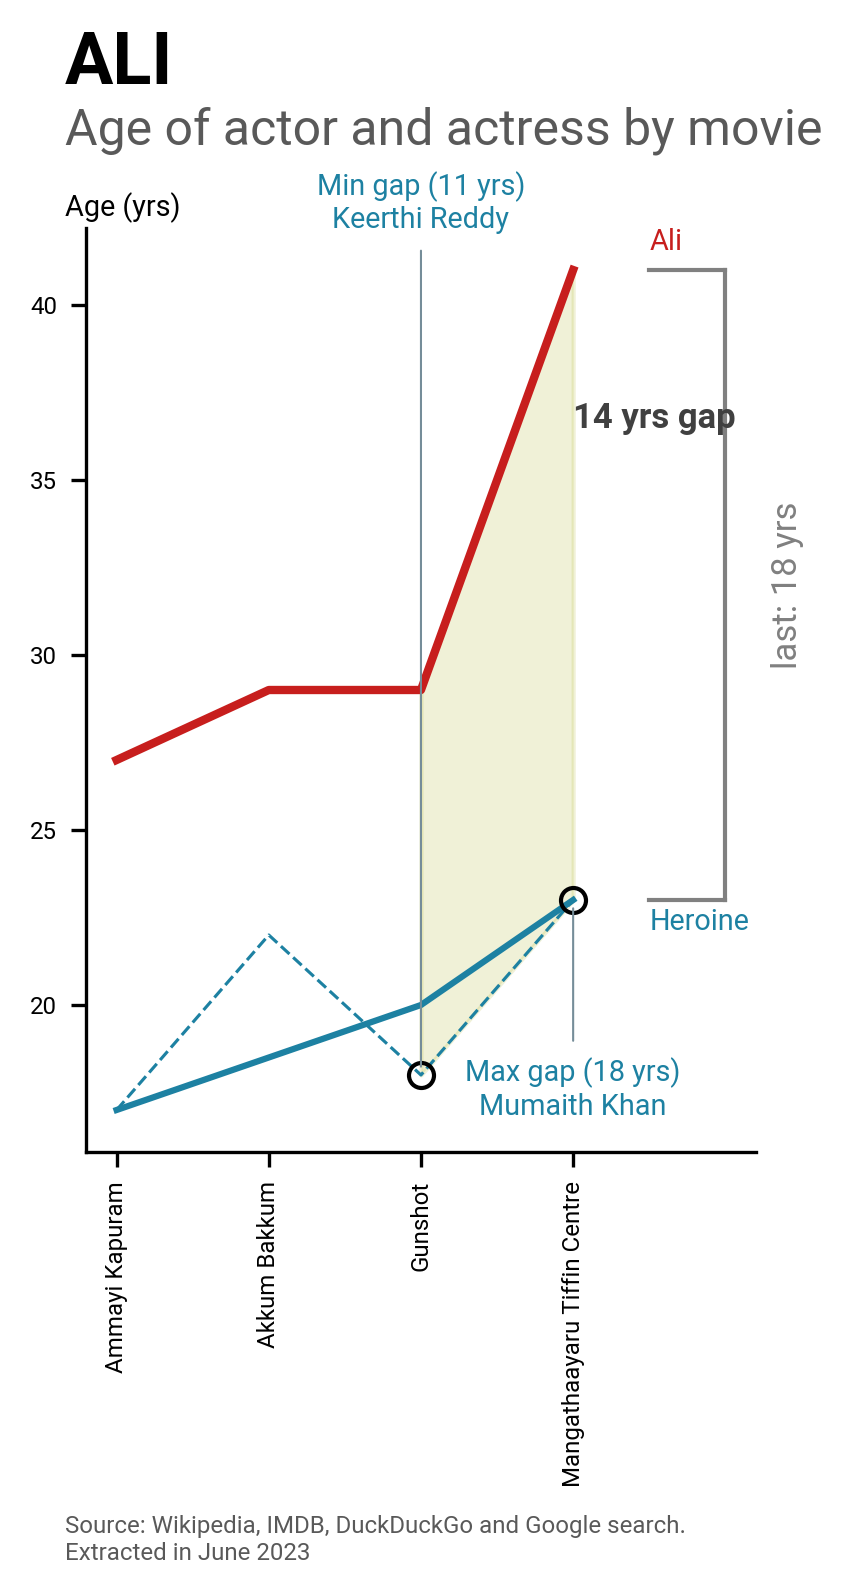 ALI
Age of actor and actress by movie
Min gap (11 yrs)
Keerthi Reddy
Age (yrs)
Ali
40
14 yrs gap
35
last: 18 yrs
30
25
Heroine
20
Max gap (18 yrs)
Mumaith Khan
Ammayi Kapuram
Akkum Bakkum
Gunshot
Mangathaayaru Tiffin Centre
Source: Wikipedia, IMDB, DuckDuckGo and Google search.
Extracted in June 2023